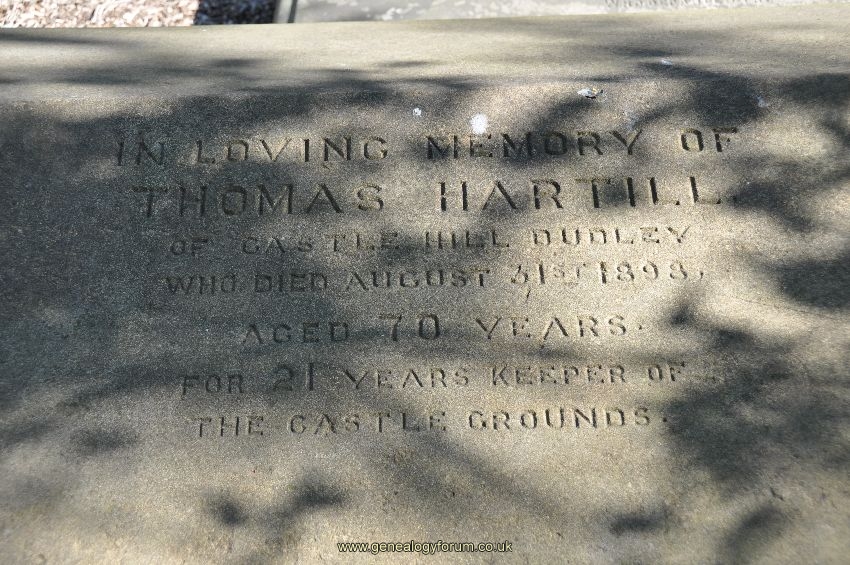 IN LOVING MEMORY OF
THOMAS HARTILL.
OF CASTLE HILL DUDLEY
WHO DIED AUGUST 31ST 1898,
AGED 70 YEARS.
FOR 21 YEARS KEEPER OF
THE CASTLE GROUNDS.
www.genealogyforum.co.uk